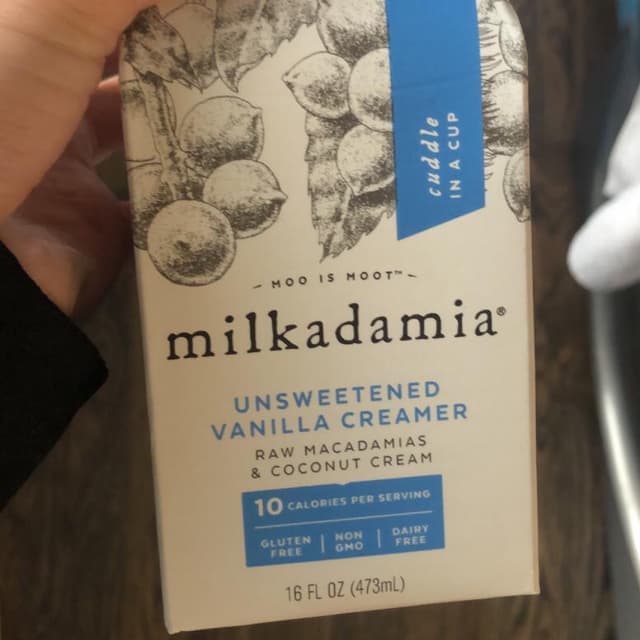 cuddle
IN A CUP
MOO IS MOOT™
milkadamia®
UNSWEETENED
VANILLA CREAMER
RAW MACADAMIAS
& COCONUT CREAM
10 CALORIES PER SERVING
GLUTEN FREE | NON GMO | DAIRY FREE
16 FL OZ (473mL)